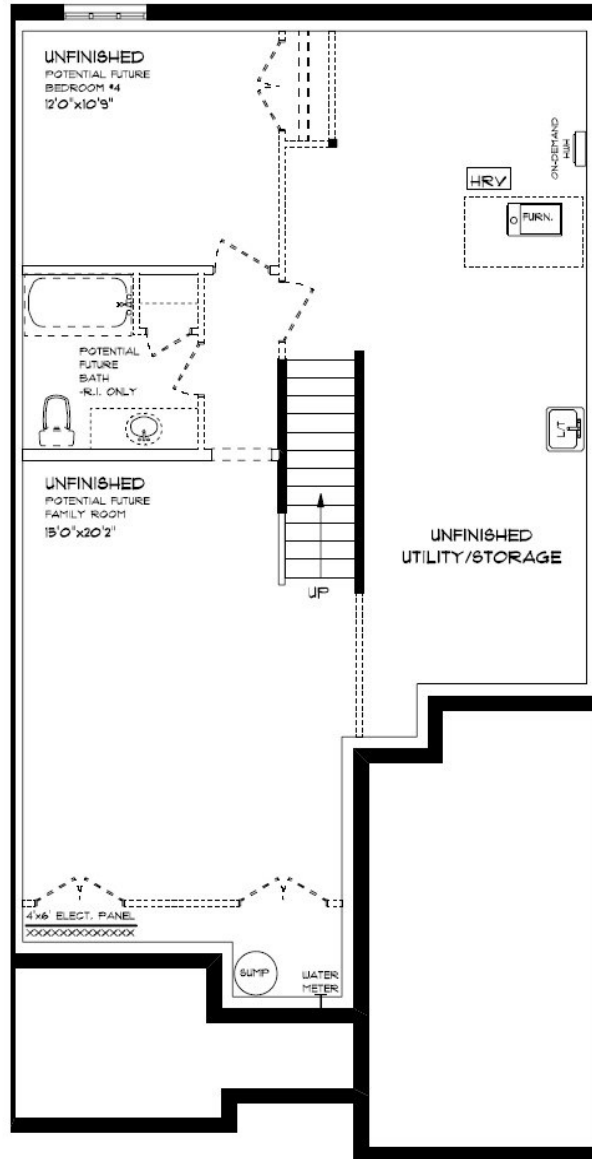 UNFINISHED
POTENTIAL FUTURE
BEDROOM #4
12'0"x10'9"
ON-DEMAND
HWH
HRV
FURN.
POTENTIAL
FUTURE
BATH
-R.I. ONLY
L/T
UNFINISHED
POTENTIAL FUTURE
FAMILY ROOM
15'0"x20'2"
UNFINISHED
UTILITY/STORAGE
UP
4'x6' ELECT. PANEL
SUMP
WATER
METER